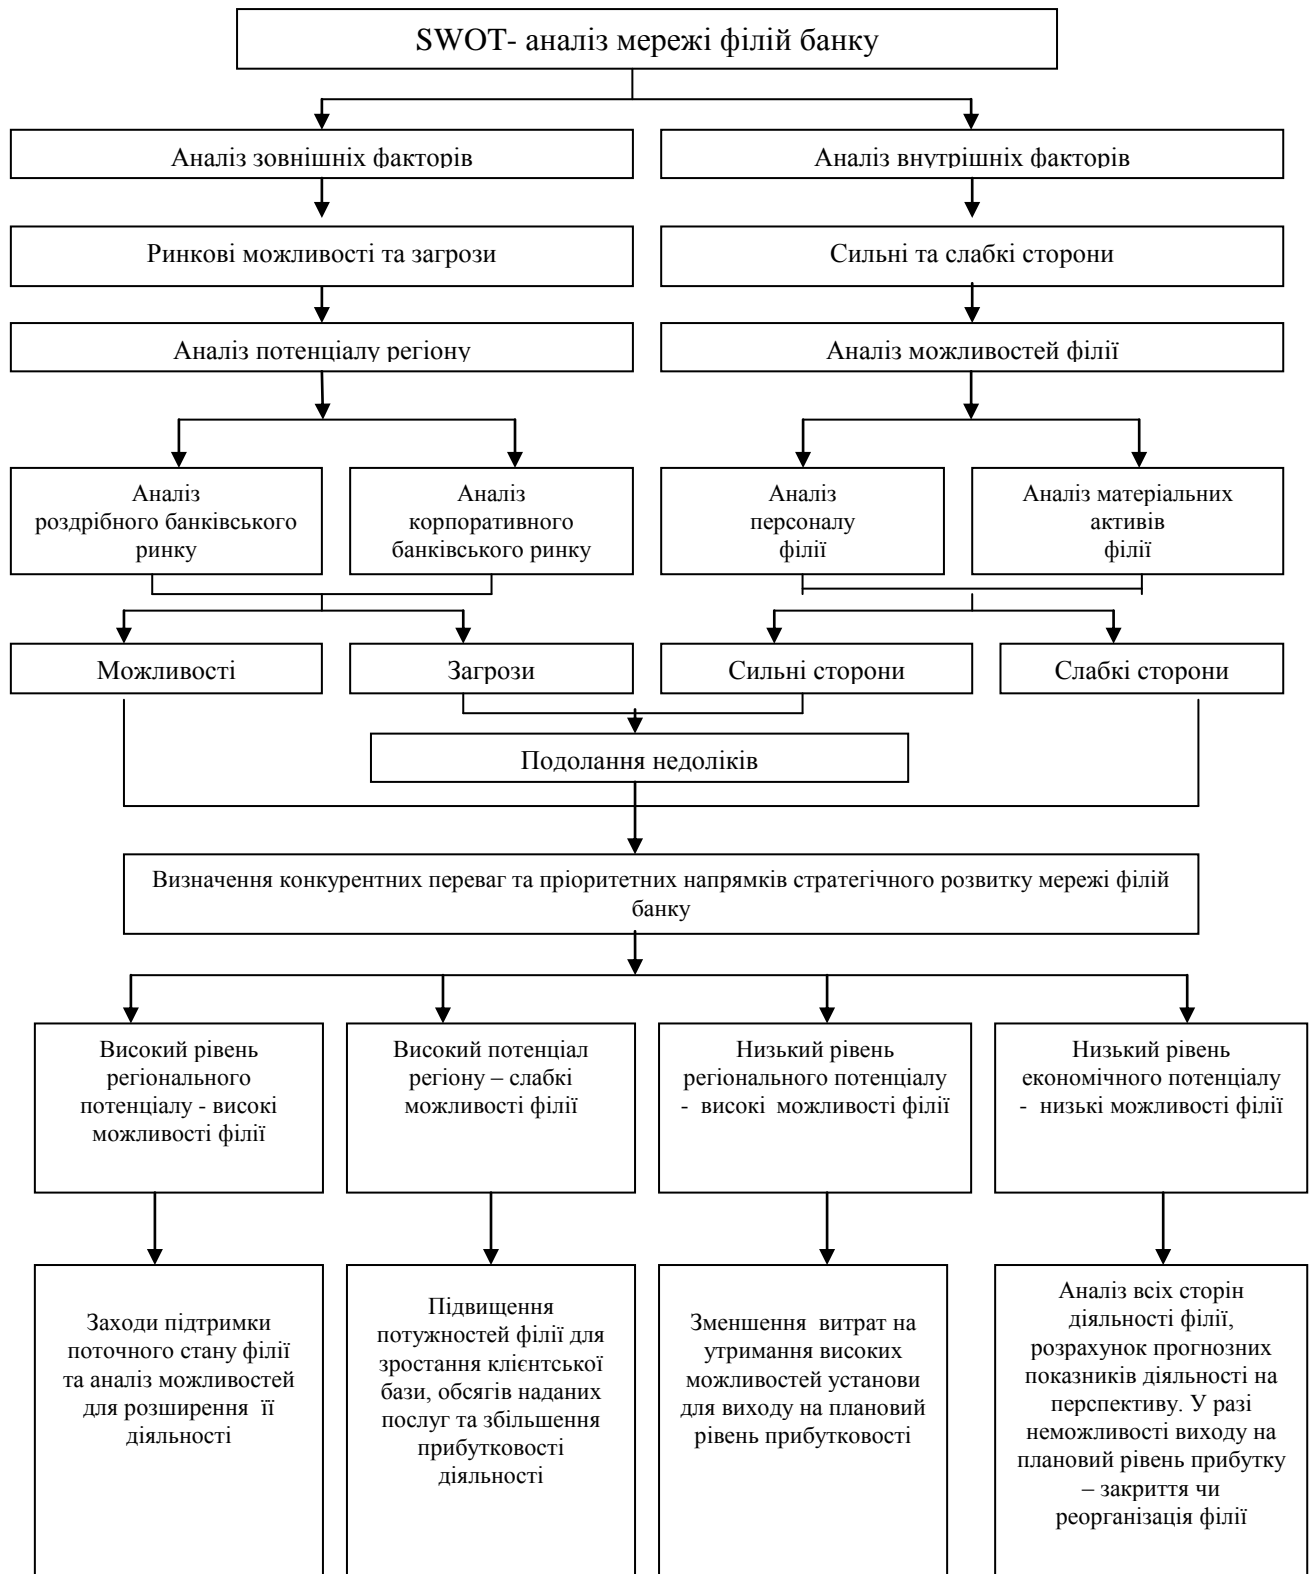 SWOT- аналіз мережі філій банку
Аналіз зовнішніх факторів
Аналіз внутрішніх факторів
Ринкові можливості та загрози
Сильні та слабкі сторони
Аналіз потенціалу регіону
Аналіз можливостей філії
Аналіз
роздрібного банківського
ринку
Аналіз
корпоративного
банківського ринку
Аналіз
персоналу
філії
Аналіз матеріальних
активів
філії
Можливості
Загрози
Сильні сторони
Слабкі сторони
Подолання недоліків
Визначення конкурентних переваг та пріоритетних напрямків стратегічного розвитку мережі філій
банку
Високий рівень
регіонального
потенціалу - високі
можливості філії
Високий потенціал
регіону – слабкі
можливості філії
Низький рівень
регіонального потенціалу
- високі можливості філії
Низький рівень
економічного потенціалу
- низькі можливості філії
Заходи підтримки
поточного стану філії
та аналіз можливостей
для розширення її
діяльності
Підвищення
потужностей філії для
зростання клієнтської
бази, обсягів наданих
послуг та збільшення
прибутковості
діяльності
Зменшення витрат на
утримання високих
можливостей установи
для виходу на плановий
рівень прибутковості
Аналіз всіх сторін
діяльності філії,
розрахунок прогнозних
показників діяльності на
перспективу. У разі
неможливості виходу на
плановий рівень прибутку
– закриття чи
реорганізація філії